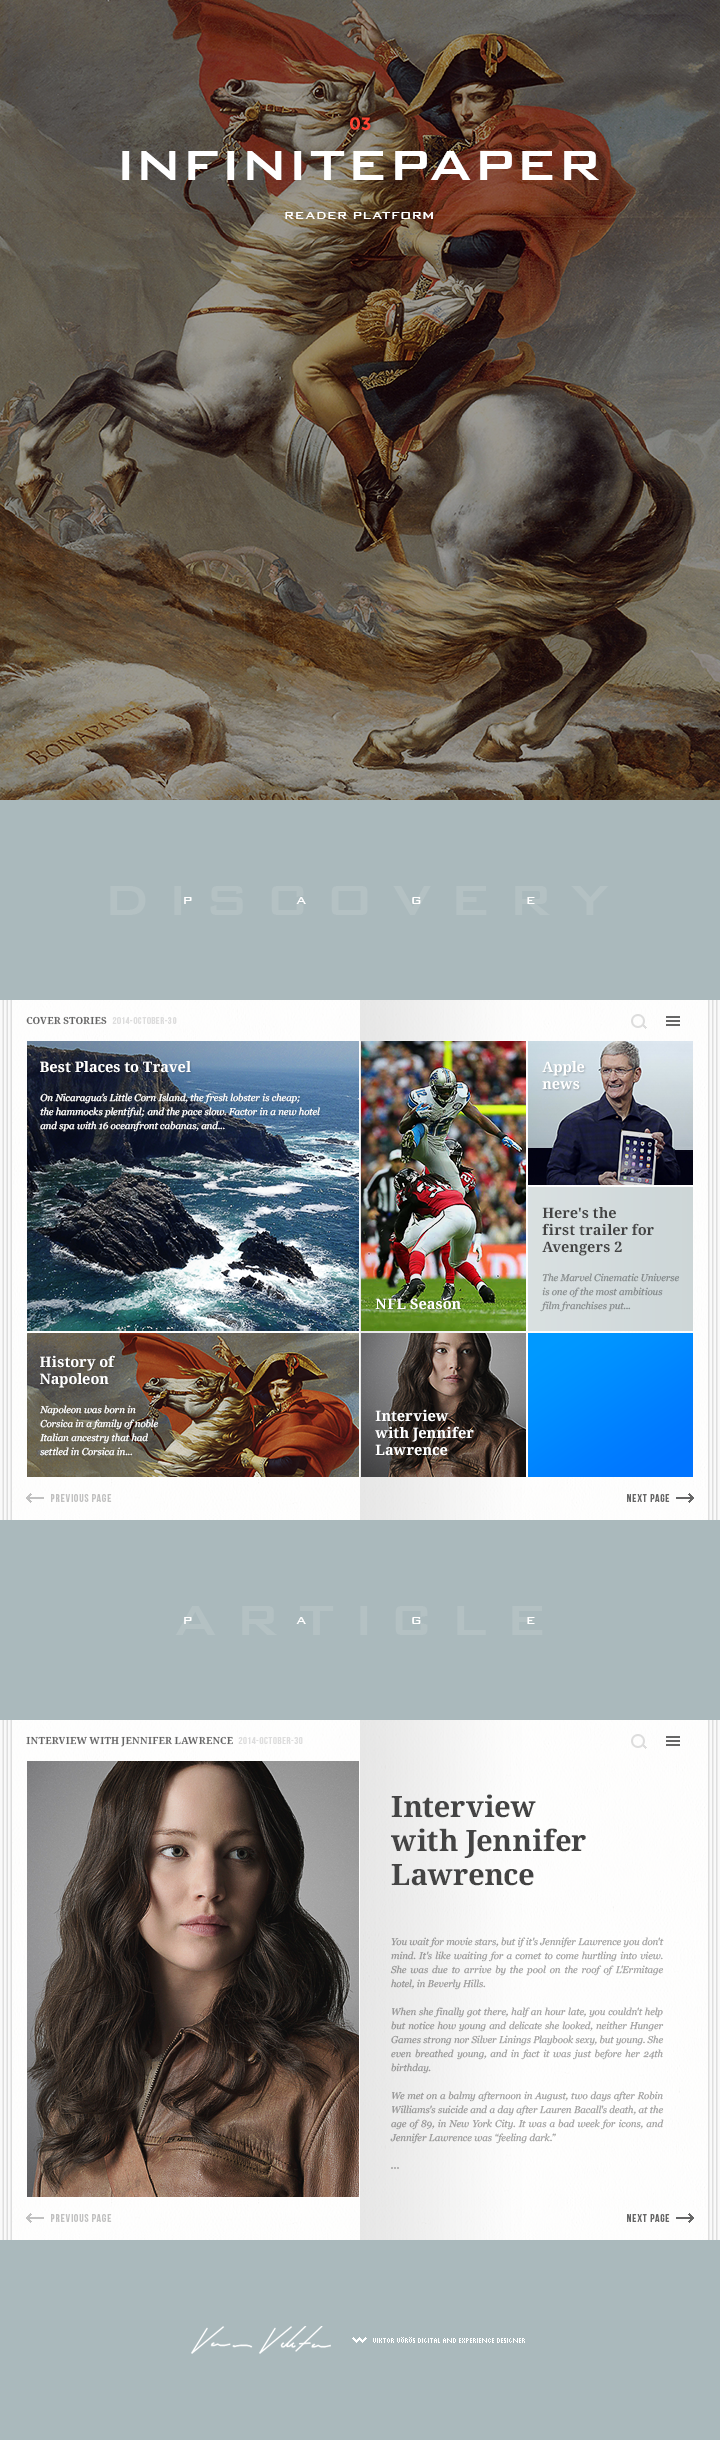 03
INFINITEPAPER
READER PLATFORM
BONAPARTE
DISCOVERY
PAGE
COVER STORIES 2014-OCTOBER-30
Best Places to Travel
On Nicaragua's Little Corn Island, the fresh lobster is cheap;
the hammocks plentiful; and the pace slow. Factor in a new hotel
and spa with 16 oceanfront cabanas, and...
NFL Season
Apple
news
Here's the
first trailer for
Avengers 2
The Marvel Cinematic Universe
is one of the most ambitious
film franchises put...
History of
Napoleon
Napoleon was born in
Corsica in a family of noble
Italian ancestry that had
settled in Corsica in...
Interview
with Jennifer
Lawrence
PREVIOUS PAGE
NEXT PAGE
ARTICLE
PAGE
INTERVIEW WITH JENNIFER LAWRENCE 2014-OCTOBER-30
Interview
with Jennifer
Lawrence
You wait for movie stars, but if it's Jennifer Lawrence you don't
mind. It's like waiting for a comet to come hurtling into view.
She was due to arrive by the pool on the roof of L'Ermitage
hotel, in Beverly Hills.
When she finally got there, half an hour late, you couldn't help
but notice how young and delicate she looked, neither Hunger
Games strong nor Silver Linings Playbook sexy, but young. She
even breathed young, and in fact it was just before her 24th
birthday.
We met on a balmy afternoon in August, two days after Robin
Williams's suicide and a day after Lauren Bacall's death, at the
age of 89, in New York City. It was a bad week for icons, and
Jennifer Lawrence was "feeling dark."
...
PREVIOUS PAGE
NEXT PAGE
VIKTOR VÖRÖS DIGITAL AND EXPERIENCE DESIGNER